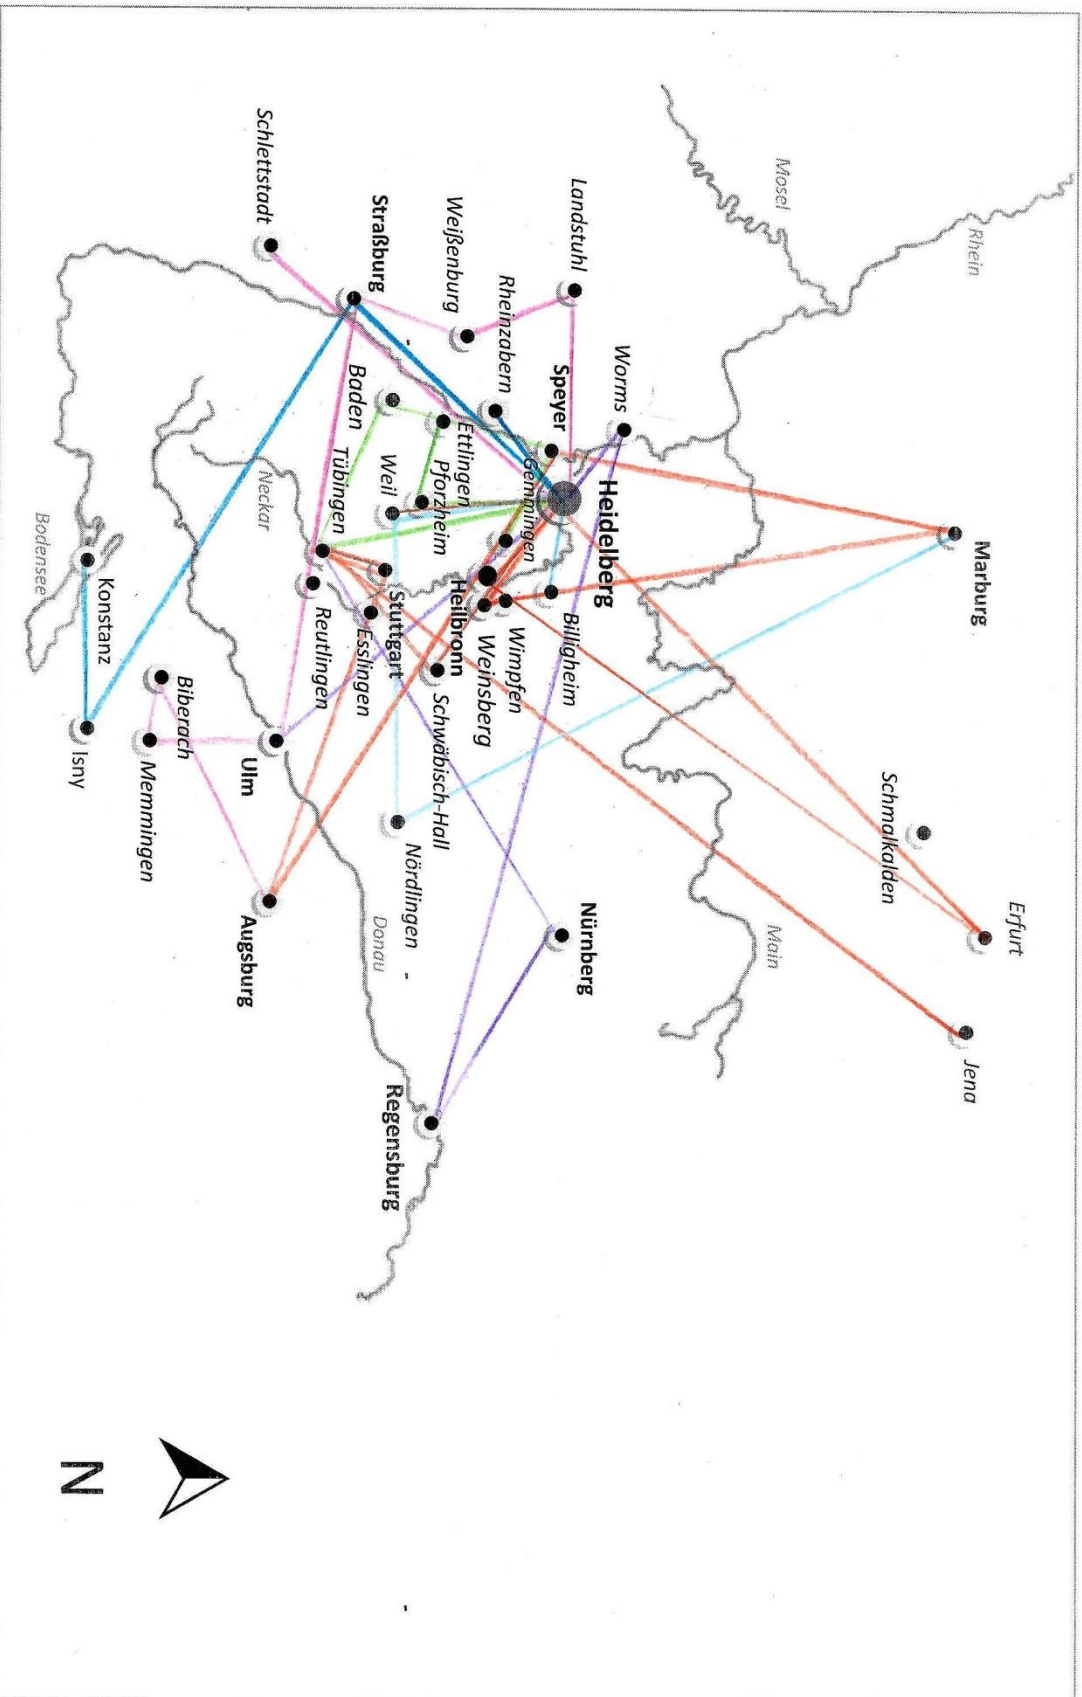 Erfurt
Jena
Marburg
Schmalkalden
Rhein
Mosel
Main
Worms
Heidelberg
Landstuhl
Speyer
Billigheim
Nürnberg
Gemmingen
Wimpfen
Rheinzabern
Weinsberg
Weißenburg
Heilbronn
Ettlingen
Pforzheim
Schwäbisch-Hall
Nördlingen
Regensburg
Straßburg
Weil
Stuttgart
Donau
Baden
Esslingen
Tübingen
Reutlingen
Schlettstadt
Neckar
Ulm
Augsburg
Biberach
Memmingen
Konstanz
Isny
Bodensee
N